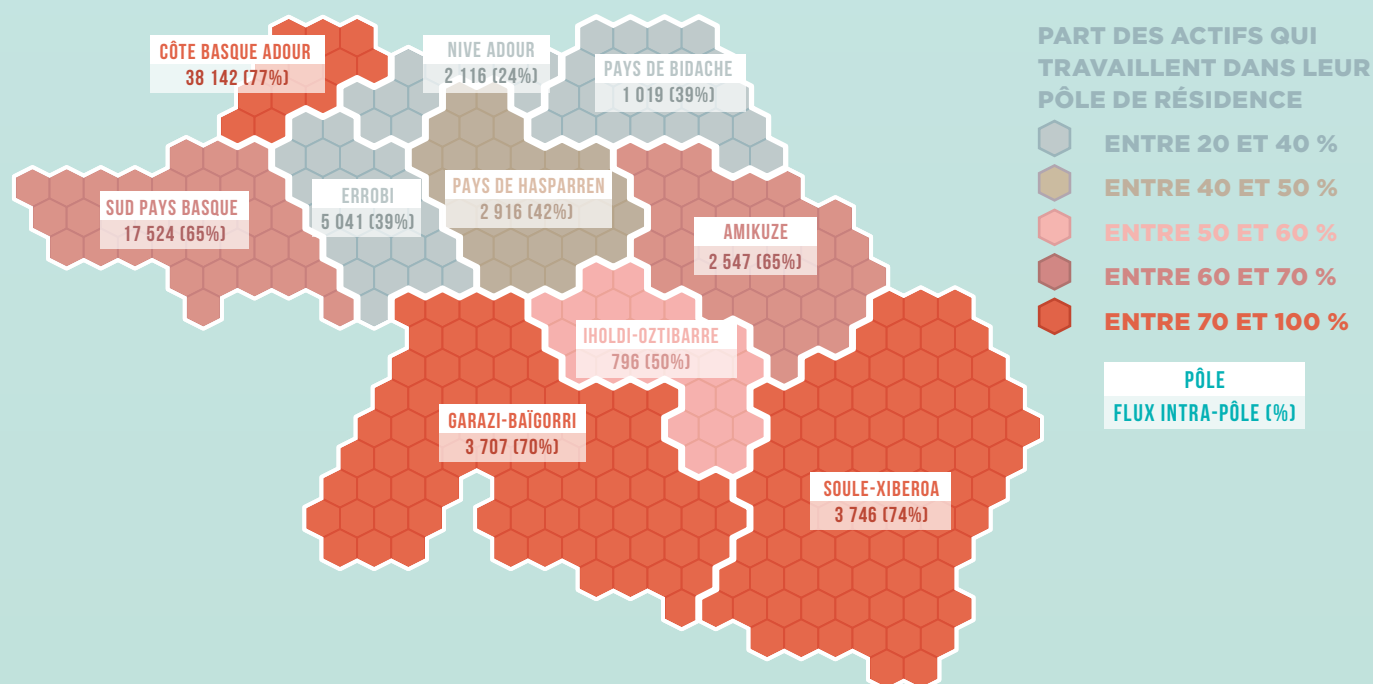 CÔTE BASQUE ADOUR
38 142 (77%)
NIVE ADOUR
2 116 (24%)
PAYS DE BIDACHE
1 019 (39%)
SUD PAYS BASQUE
17 524 (65%)
ERROBI
5 041 (39%)
PAYS DE HASPARREN
2 916 (42%)
AMIKUZE
2 547 (65%)
IHOLDI-OZTIBARRE
796 (50%)
GARAZI-BAÏGORRI
3 707 (70%)
SOULE-XIBEROA
3 746 (74%)
PART DES ACTIFS QUI
TRAVAILLENT DANS LEUR
PÔLE DE RÉSIDENCE
ENTRE 20 ET 40 %
ENTRE 40 ET 50 %
ENTRE 50 ET 60 %
ENTRE 60 ET 70 %
ENTRE 70 ET 100 %
PÔLE
FLUX INTRA-PÔLE (%)